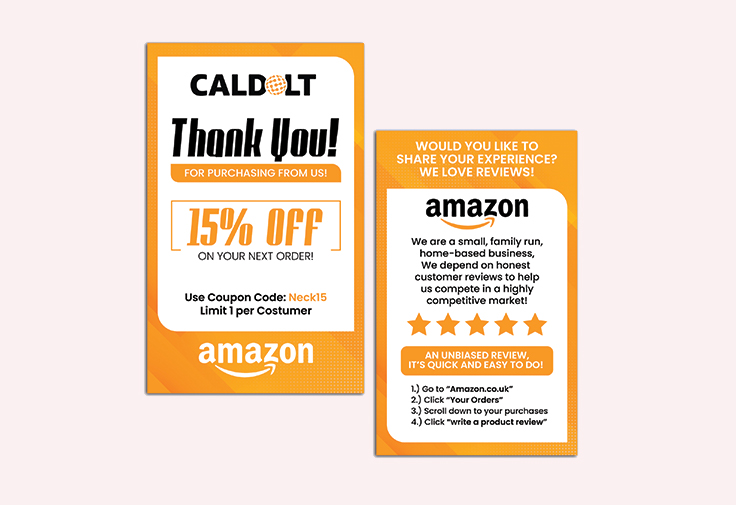 CALDOLT
Thank You!
FOR PURCHASING FROM US!
15% OFF
ON YOUR NEXT ORDER!
Use Coupon Code: Neck15
Limit 1 per Costumer
amazon
WOULD YOU LIKE TO
SHARE YOUR EXPERIENCE?
WE LOVE REVIEWS!
amazon
We are a small, family run,
home-based business,
We depend on honest
customer reviews to help
us compete in a highly
competitive market!
AN UNBIASED REVIEW,
IT'S QUICK AND EASY TO DO!
1.) Go to "Amazon.co.uk"
2.) Click "Your Orders"
3.) Scroll down to your purchases
4.) Click "write a product review"